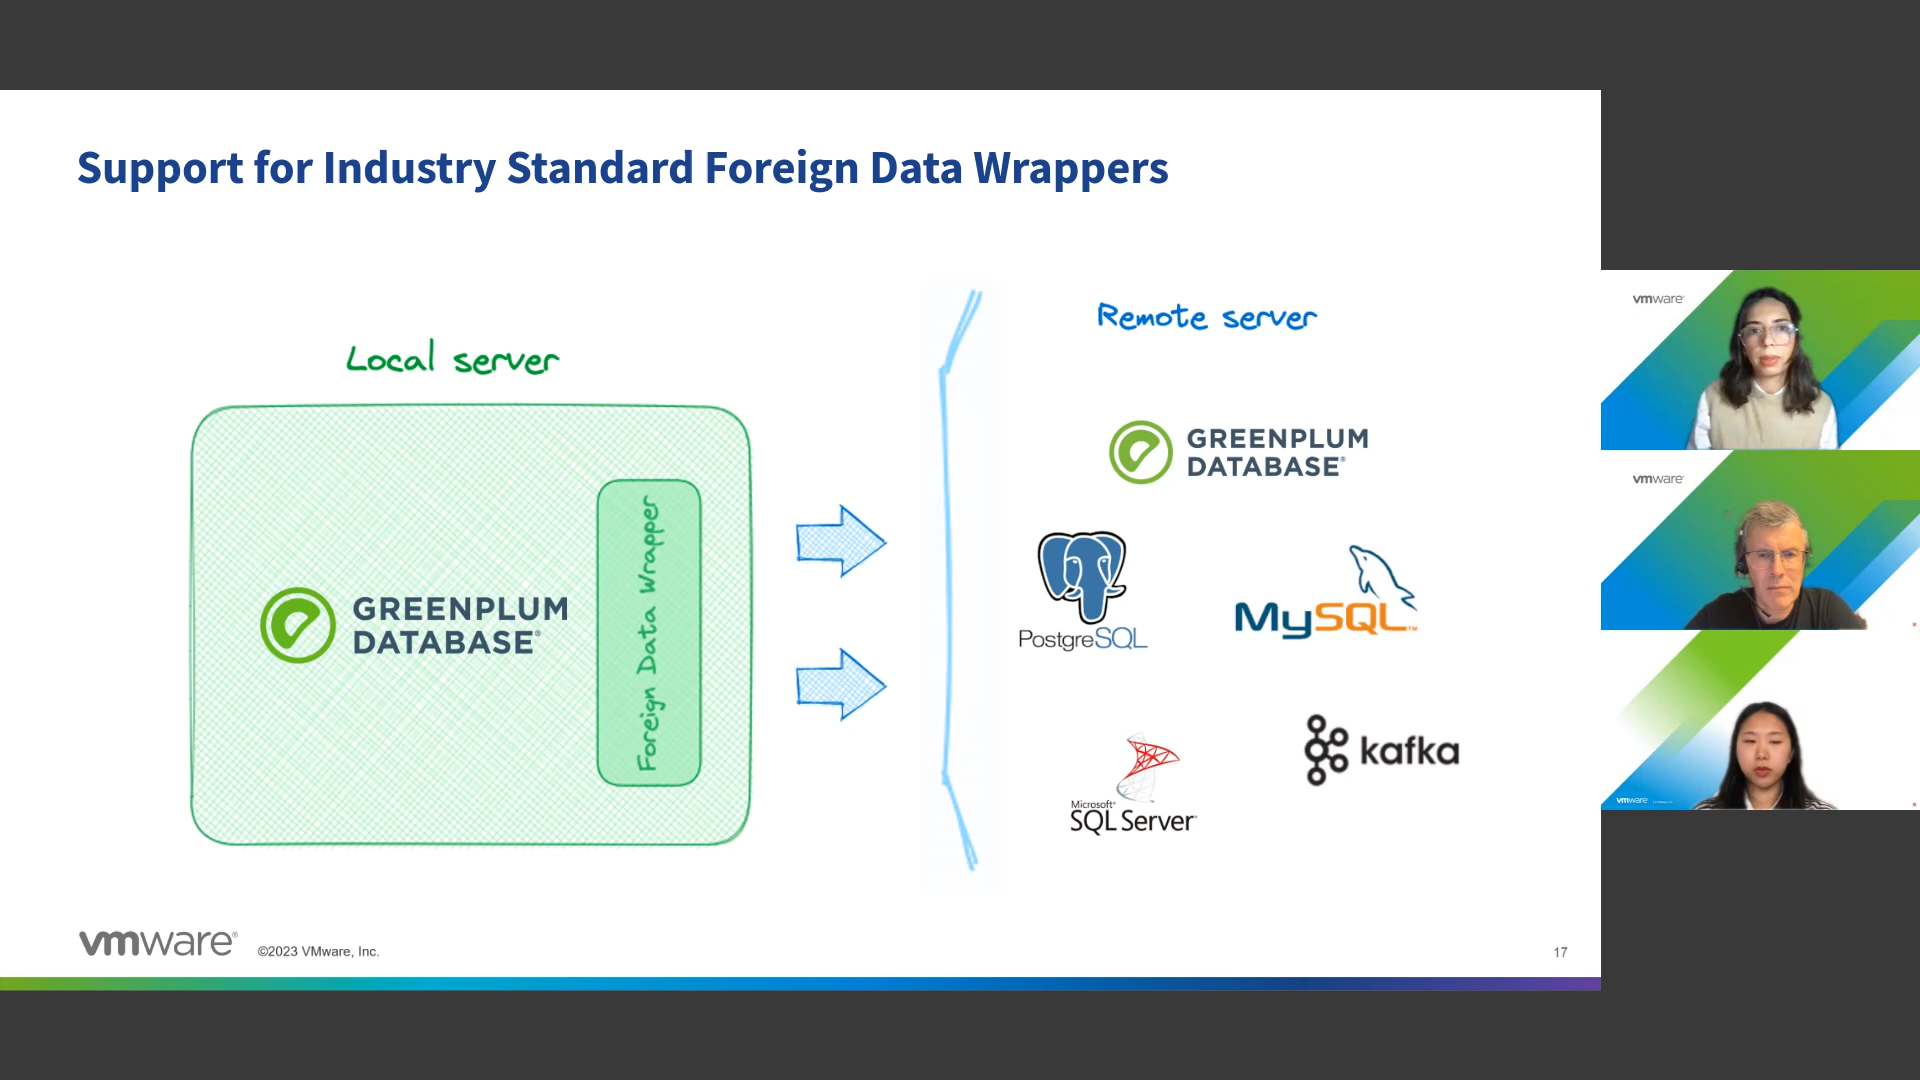 Support for Industry Standard Foreign Data Wrappers
Local server
GREENPLUM
DATABASE®
Foreign Data Wrapper
Remote server
GREENPLUM
DATABASE®
PostgreSQL
MySQL™
Microsoft®
SQL Server®
kafka
vmware®
©2023 VMware, Inc.
17
vmware®
vmware®
vmware®